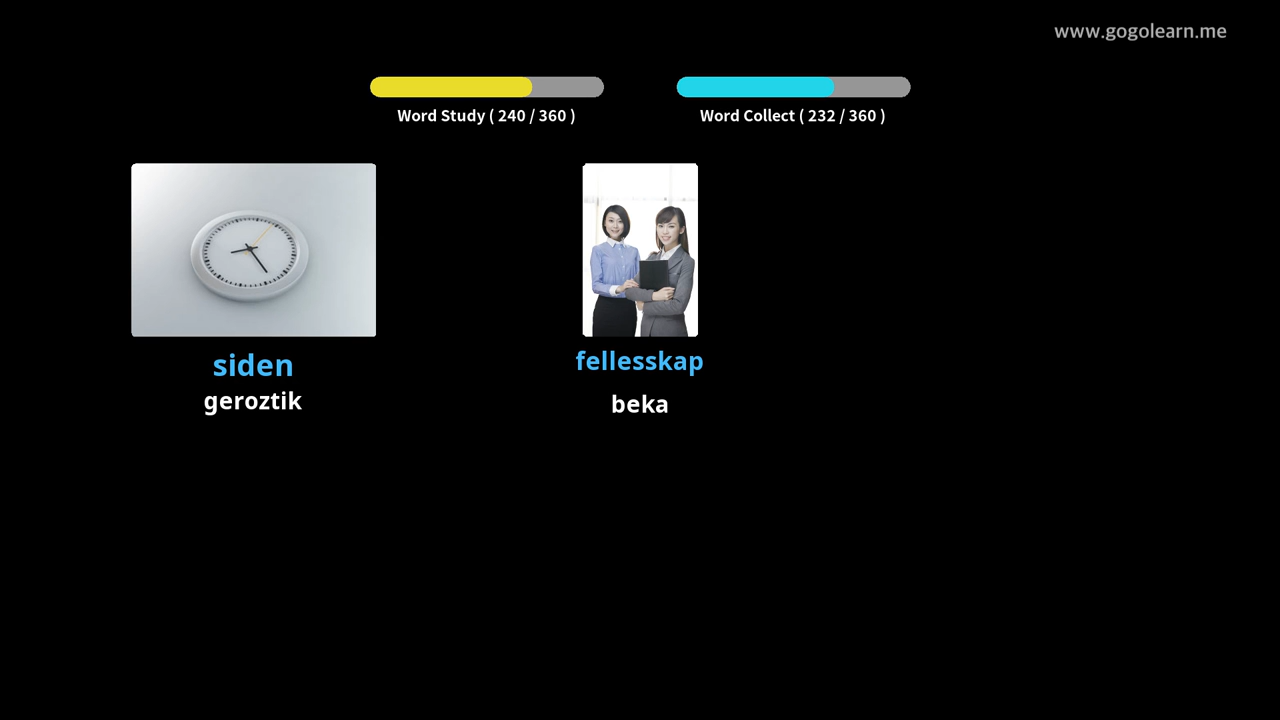 www.gogolearn.me
Word Study ( 240 / 360 )
Word Collect ( 232 / 360 )
siden
geroztik
fellesskap
beka